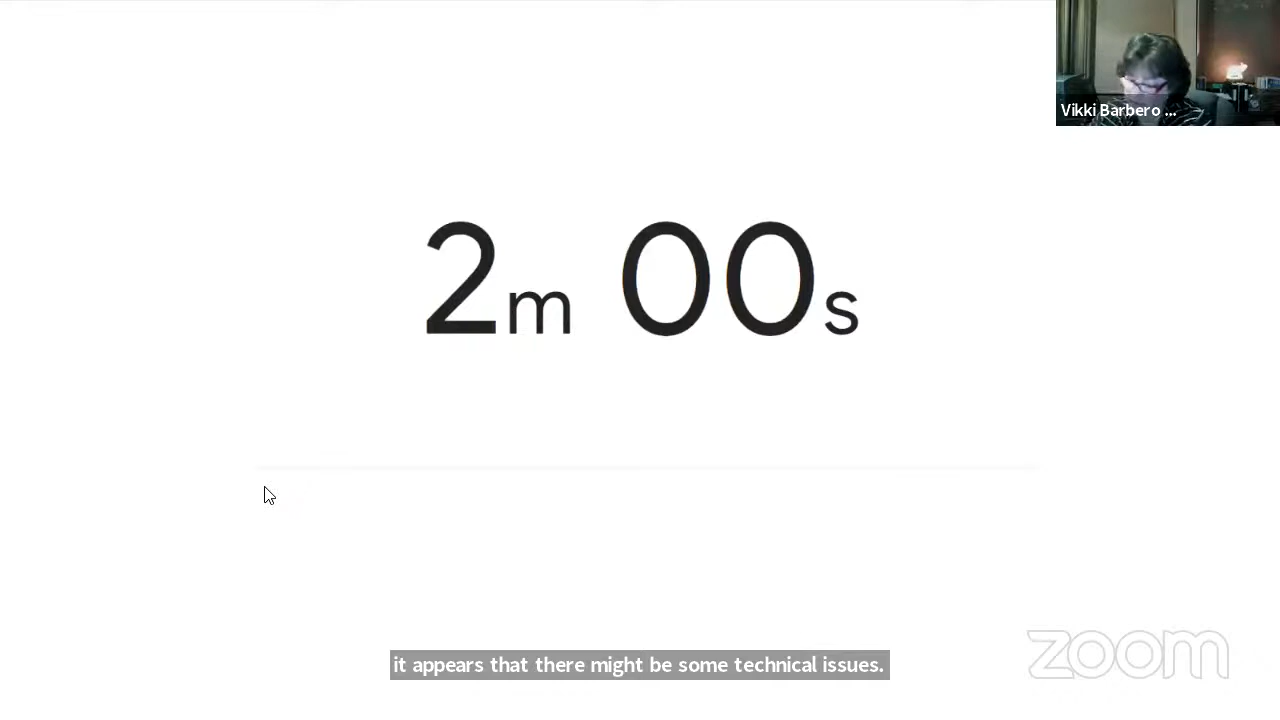 Vikki Barbero ...
2m 00s
it appears that there might be some technical issues.
zoom